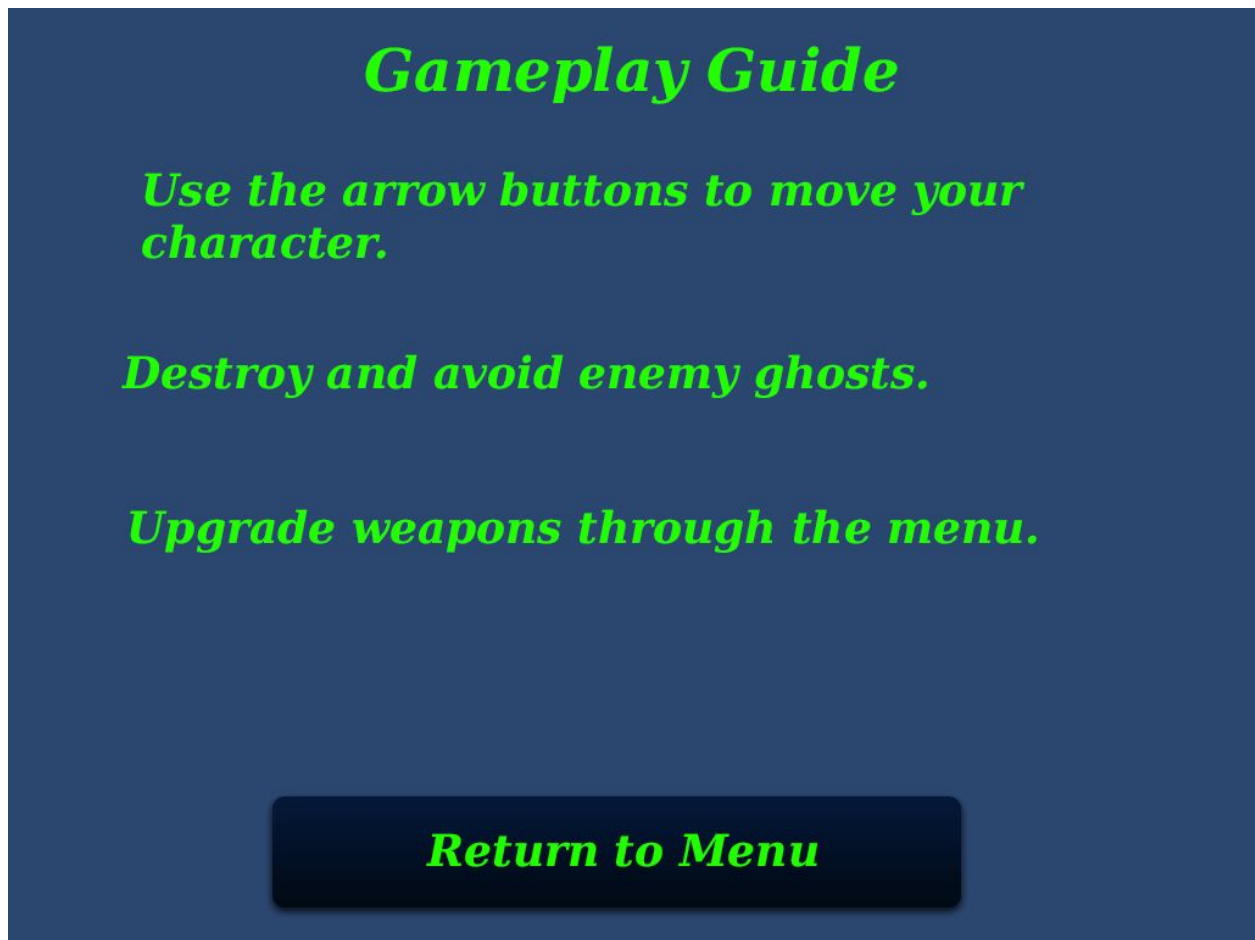 Gameplay Guide
Use the arrow buttons to move your
character.
Destroy and avoid enemy ghosts.
Upgrade weapons through the menu.
Return to Menu